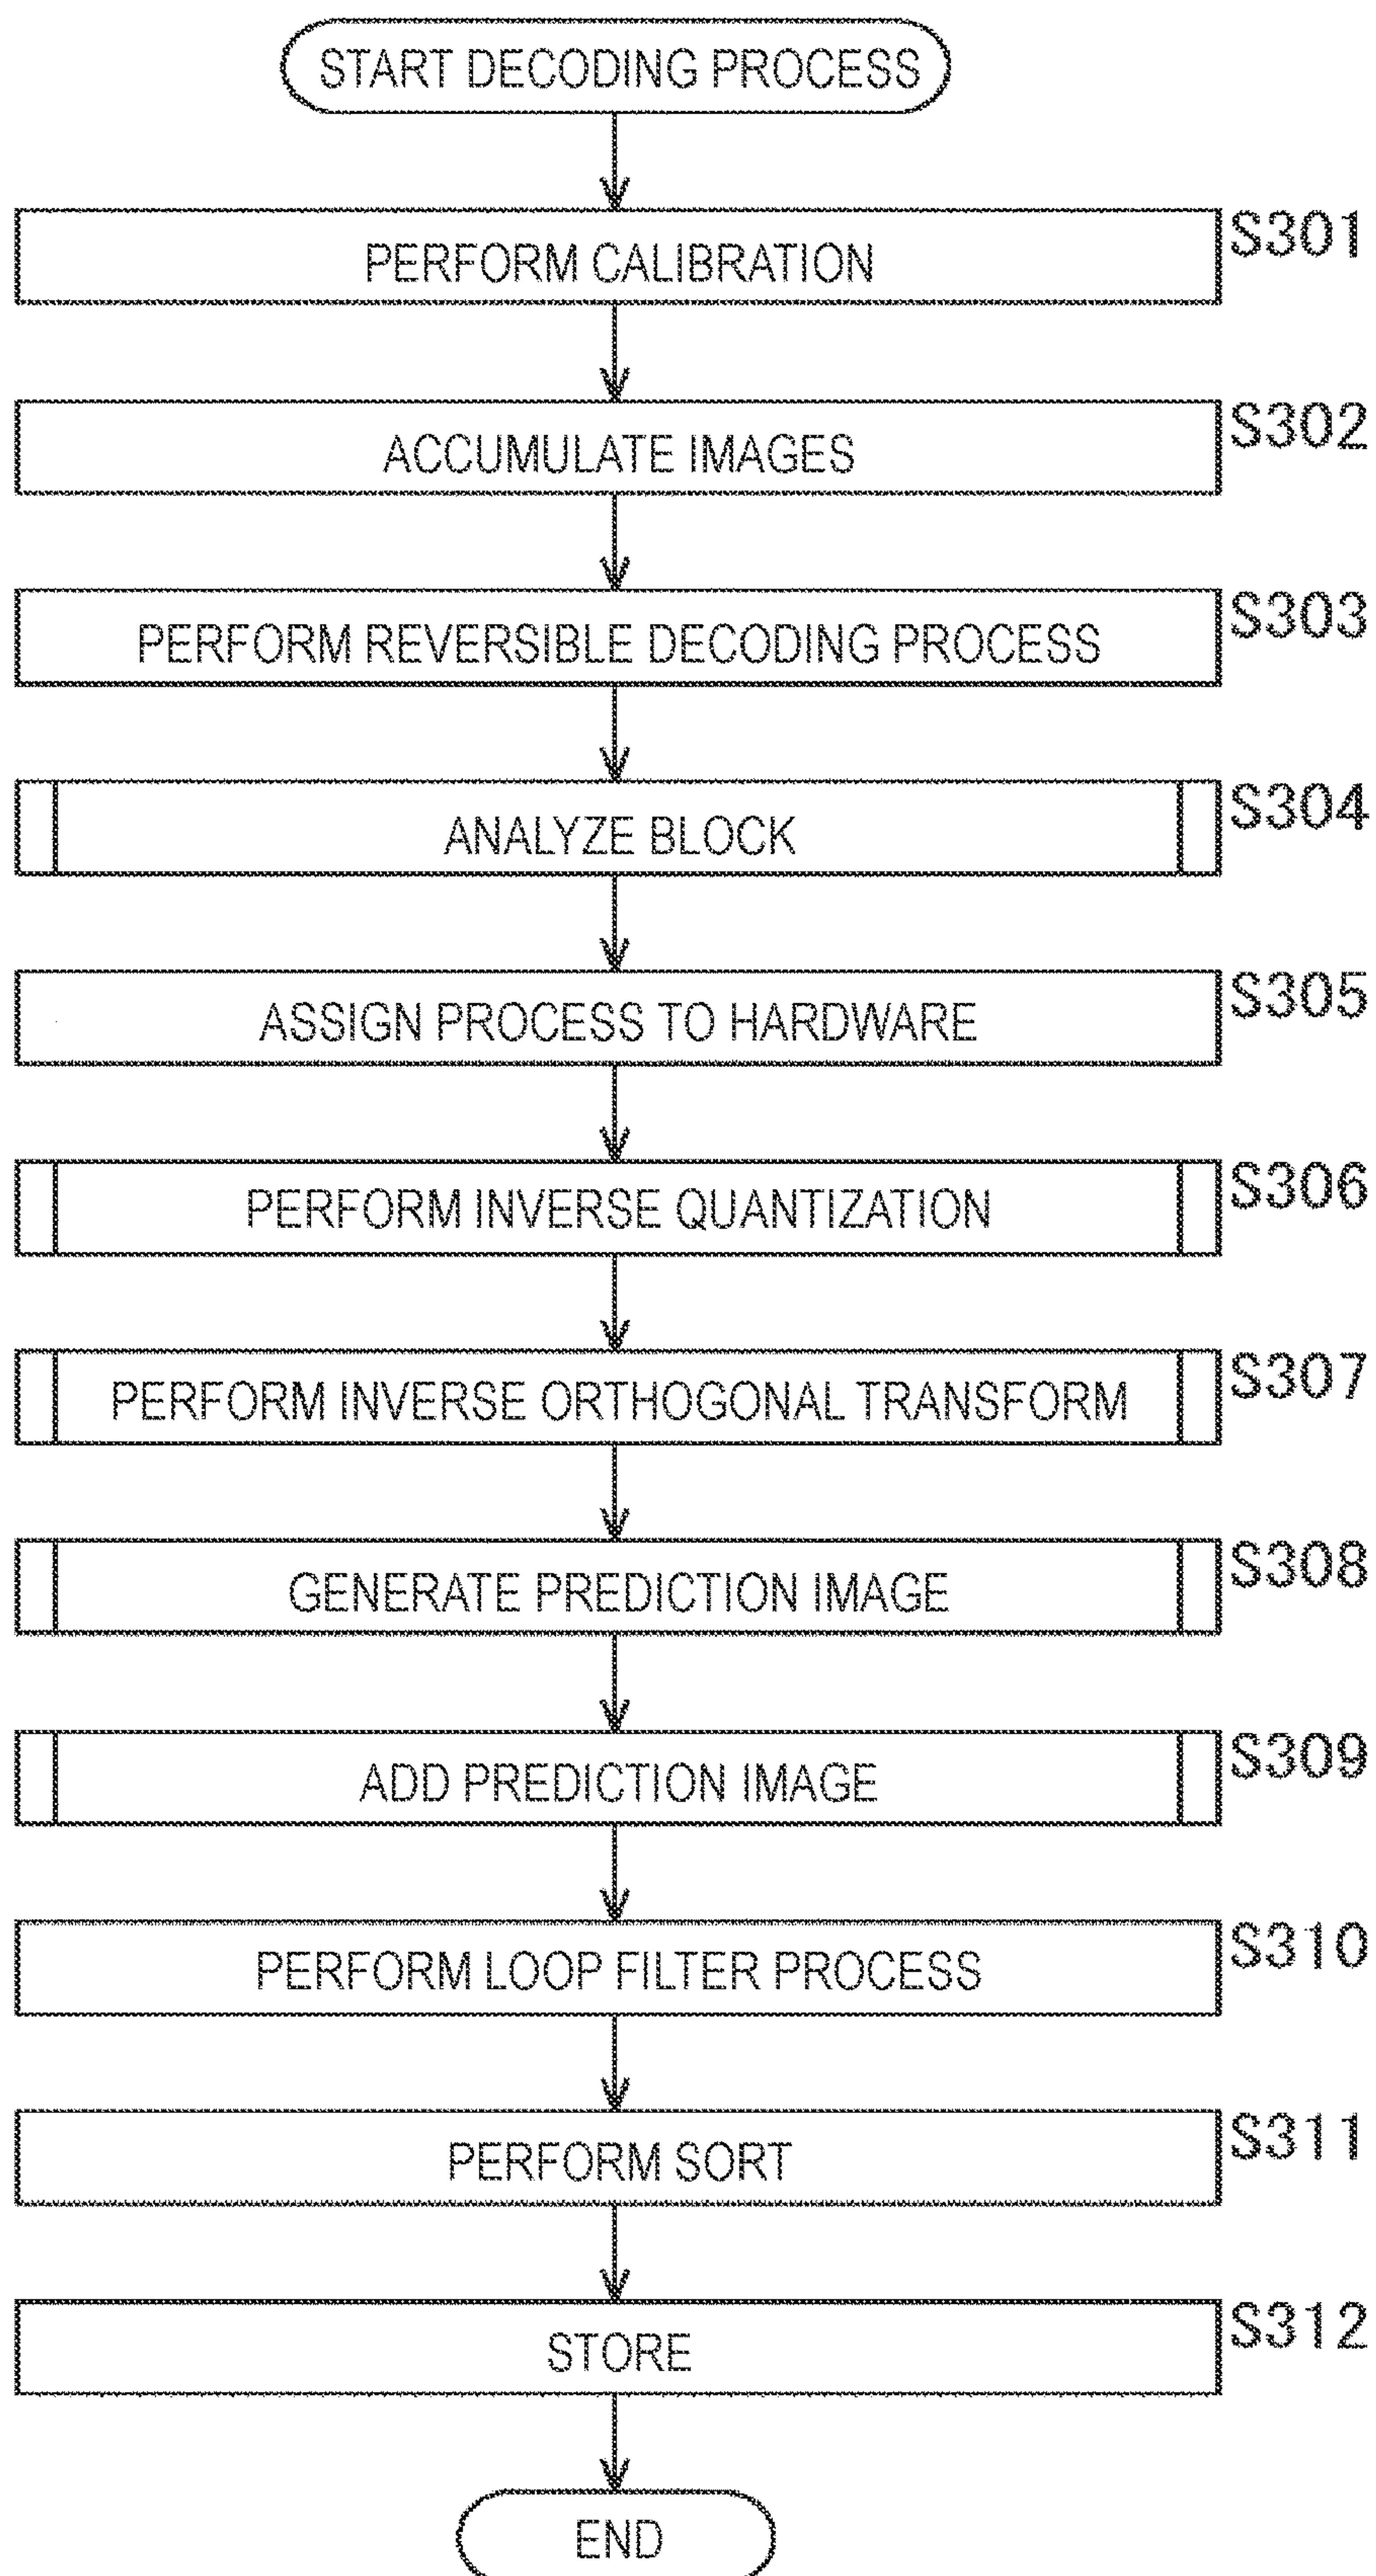 START DECODING PROCESS
PERFORM CALIBRATION S301
ACCUMULATE IMAGES S302
PERFORM REVERSIBLE DECODING PROCESS S303
ANALYZE BLOCK S304
ASSIGN PROCESS TO HARDWARE S305
PERFORM INVERSE QUANTIZATION S306
PERFORM INVERSE ORTHOGONAL TRANSFORM S307
GENERATE PREDICTION IMAGE S308
ADD PREDICTION IMAGE S309
PERFORM LOOP FILTER PROCESS S310
PERFORM SORT S311
STORE S312
END